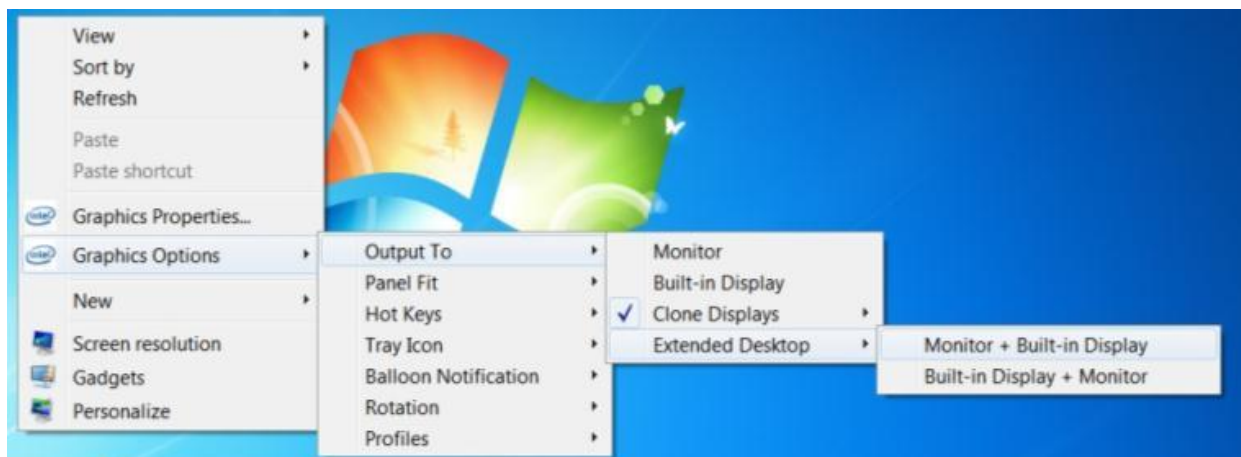 View
Sort by
Refresh
Paste
Paste shortcut
Graphics Properties...
Graphics Options
New
Screen resolution
Gadgets
Personalize
Output To
Panel Fit
Hot Keys
Tray Icon
Balloon Notification
Rotation
Profiles
Monitor
Built-in Display
Clone Displays
Extended Desktop
Monitor + Built-in Display
Built-in Display + Monitor